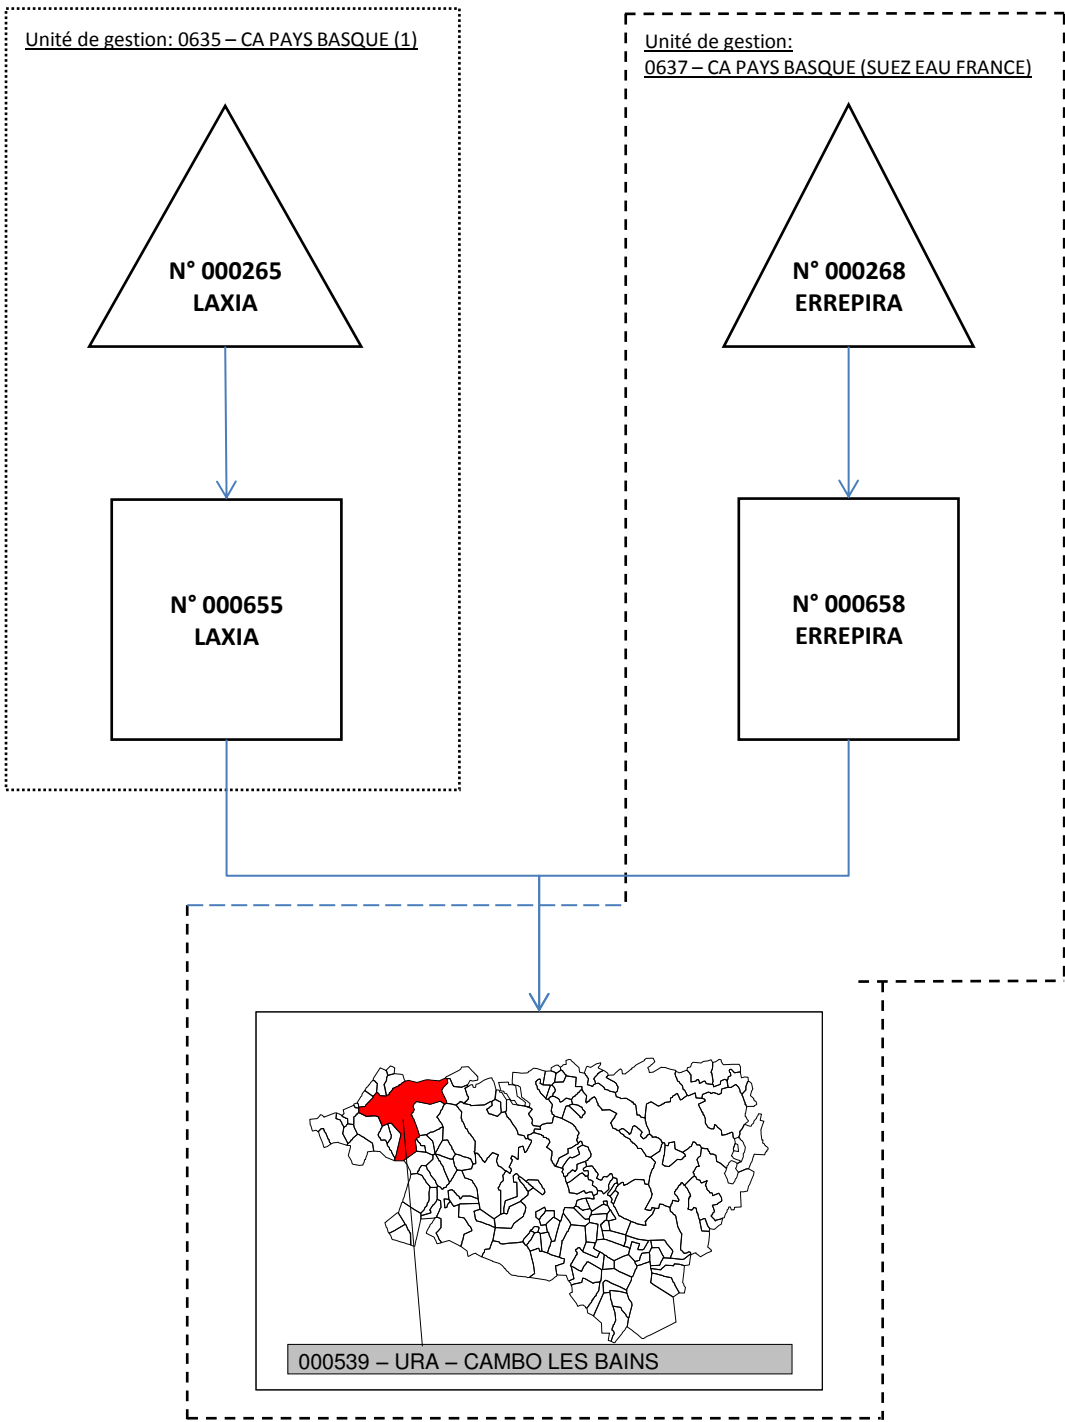 Unité de gestion: 0635 – CA PAYS BASQUE (1)
Unité de gestion:
0637 – CA PAYS BASQUE (SUEZ EAU FRANCE)
N° 000265
LAXIA
N° 000268
ERREPIRA
N° 000655
LAXIA
N° 000658
ERREPIRA
000539 – URA – CAMBO LES BAINS